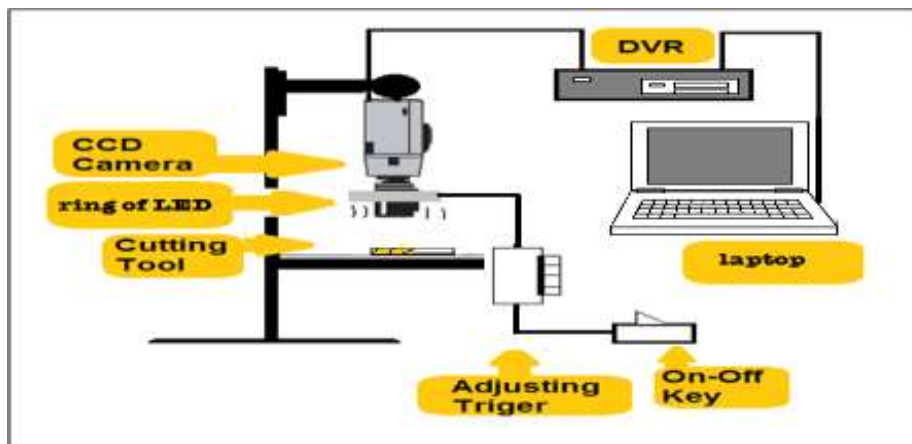 DVR
CCD
Camera
ring of LED
Cutting
Tool
laptop
Adjusting
Triger
On-Off
Key